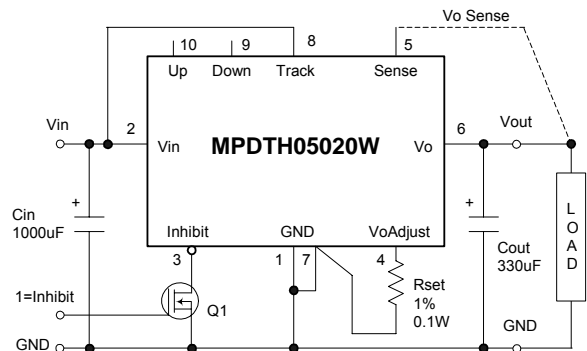 Vo Sense
10 9 8 5
Up Down Track Sense
Vin Vout
2 6
Vin MPDTH05020W Vo
+ +
Cin
1000uF
Inhibit GND VoAdjust
3 1 7 4
Rset
1%
0.1W
Cout
330uF
LOAD
1=Inhibit
Q1
GND GND